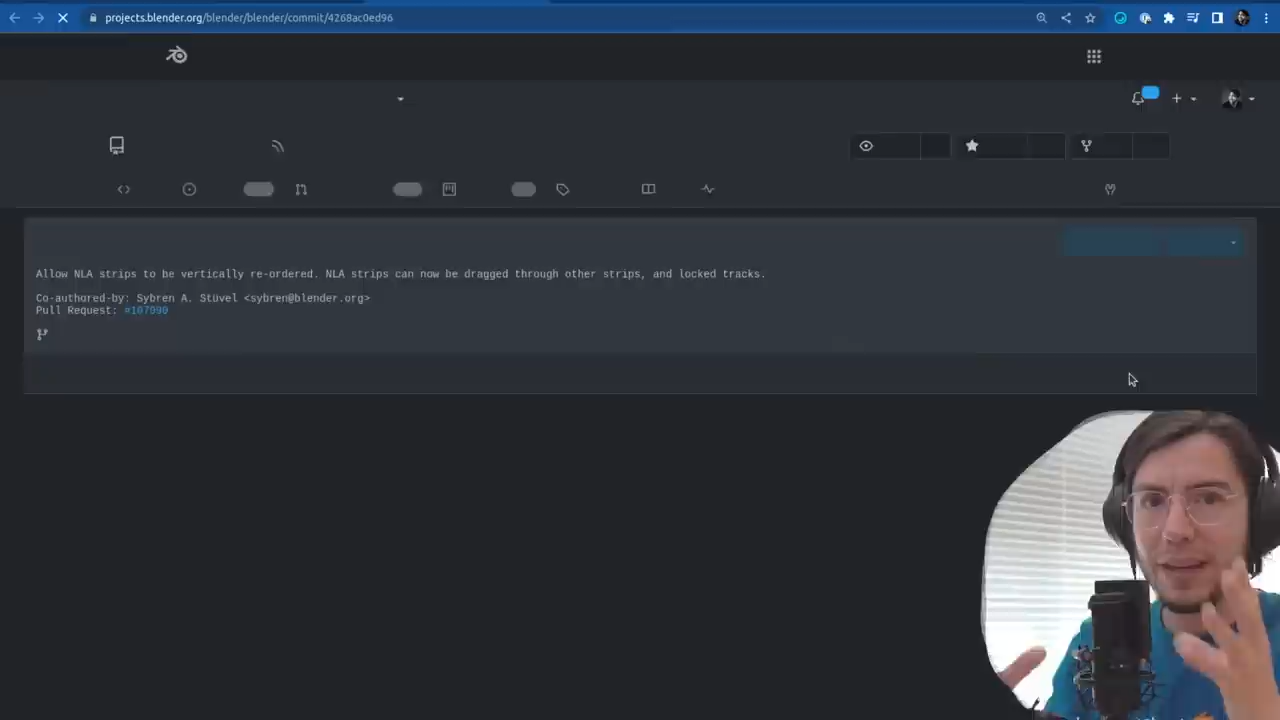 projects.blender.org/blender/blender/commit/4268ac0ed96
Allow NLA strips to be vertically re-ordered. NLA strips can now be dragged through other strips, and locked tracks.
Co-authored-by: Sybren A. Stüvel <sybren@blender.org>
Pull Request: #107990